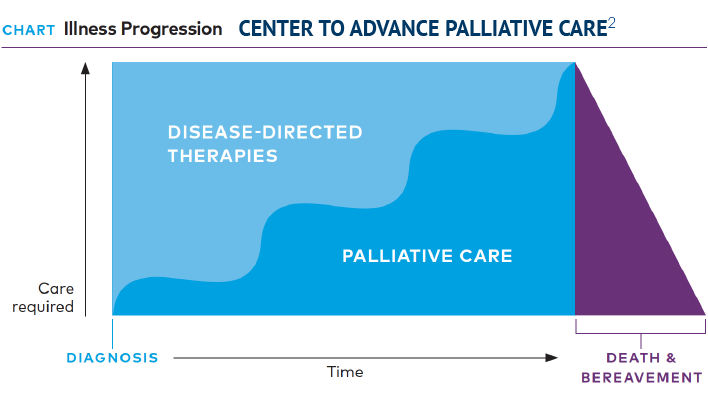 CHART Illness Progression CENTER TO ADVANCE PALLIATIVE CARE2
DISEASE-DIRECTED
THERAPIES
PALLIATIVE CARE
Care
required
DIAGNOSIS
Time
DEATH &
BEREAVEMENT